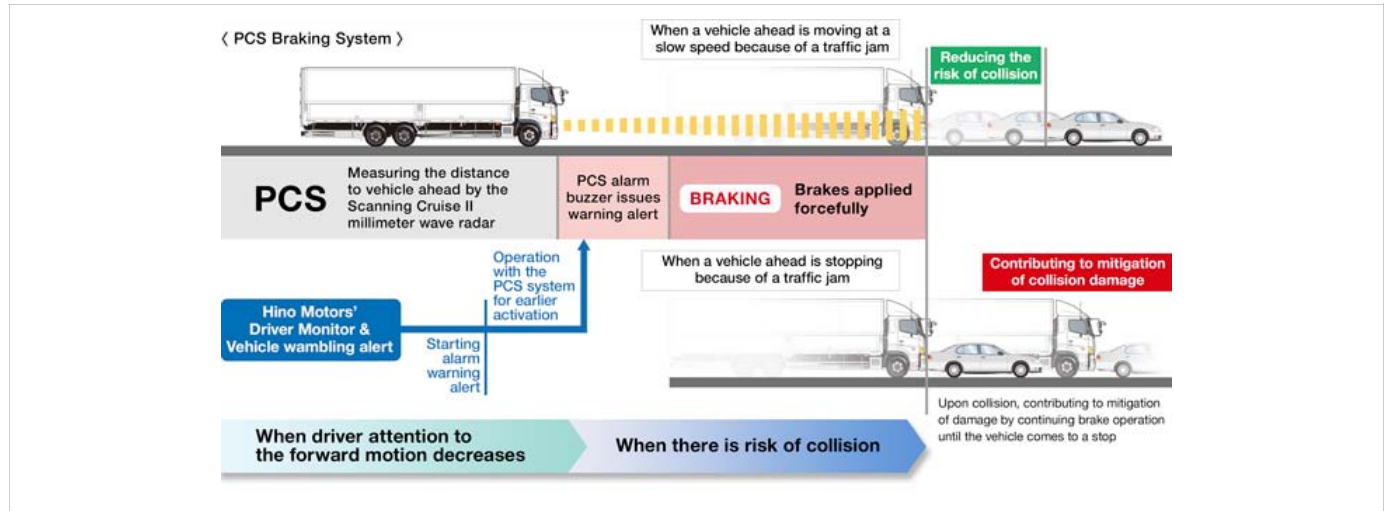 〈 PCS Braking System 〉
When a vehicle ahead is moving at a
slow speed because of a traffic jam
Reducing the
risk of collision
PCS
Measuring the distance
to vehicle ahead by the
Scanning Cruise II
millimeter wave radar
PCS alarm
buzzer issues
warning alert
BRAKING
Brakes applied
forcefully
Operation
with the
PCS system
for earlier
activation
When a vehicle ahead is stopping
because of a traffic jam
Contributing to mitigation
of collision damage
Hino Motors'
Driver Monitor &
Vehicle wambling alert
Starting
alarm
warning
alert
Upon collision, contributing to mitigation
of damage by continuing brake operation
until the vehicle comes to a stop
When driver attention to
the forward motion decreases
When there is risk of collision